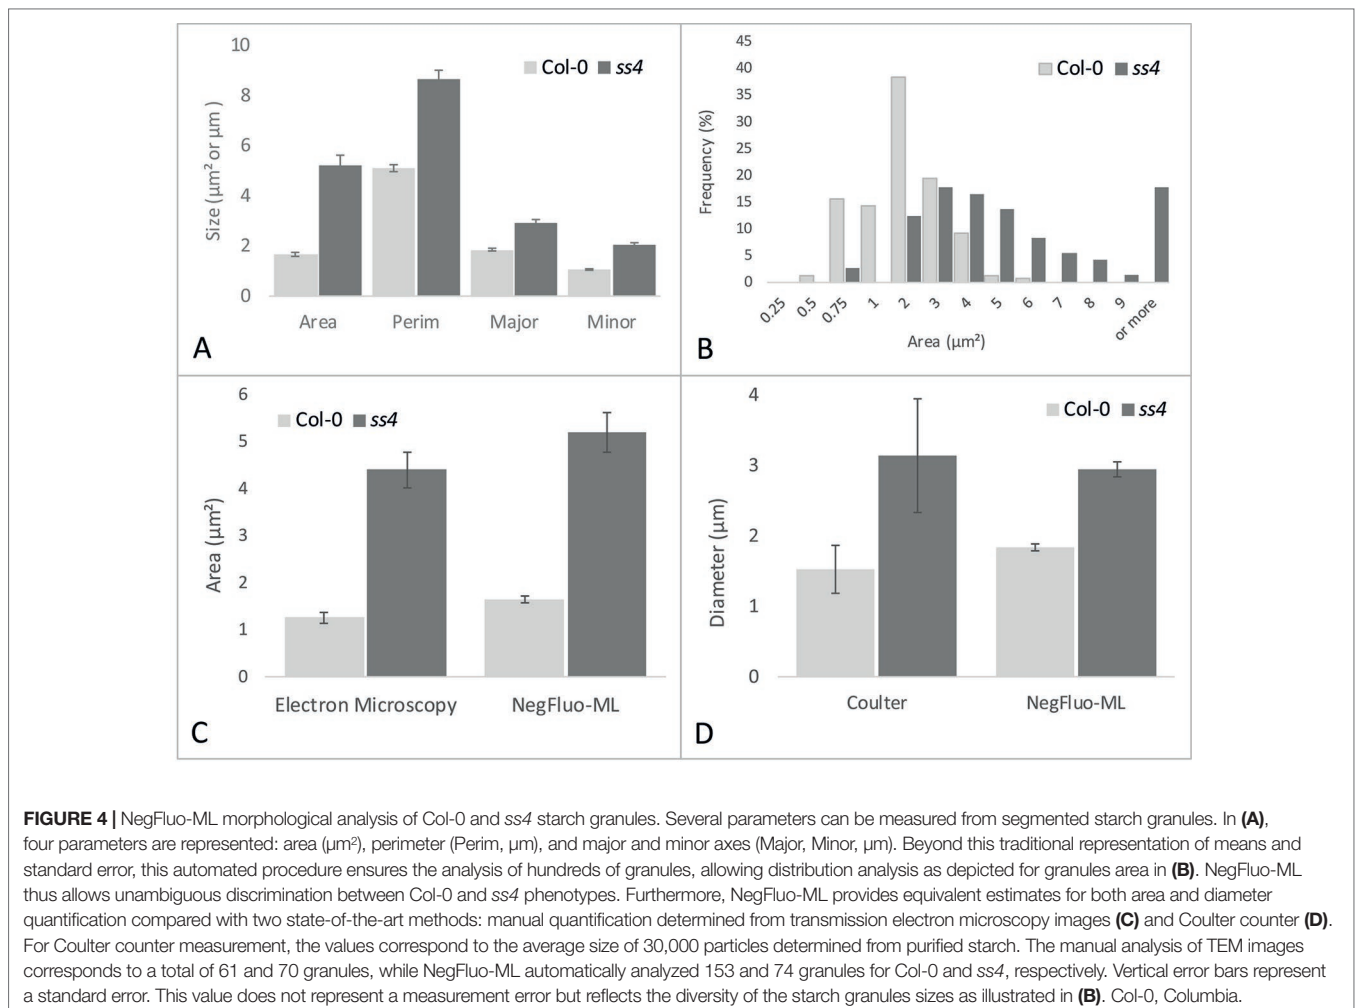 10
8
6
4
2
0
Size (μm² or μm )
Col-0 ss4
Area Perim Major Minor
A
45
40
35
30
25
20
15
10
5
0
Frequency (%)
Col-0 ss4
0.25 0.5 0.75 1 2 3 4 5 6 7 8 9 or more
Area (μm²)
B
6
5
4
3
2
1
0
Area (μm²)
Col-0 ss4
Electron Microscopy NegFluo-ML
C
4
3
2
1
0
Diameter (μm)
Col-0 ss4
Coulter NegFluo-ML
D
FIGURE 4 | NegFluo-ML morphological analysis of Col-0 and ss4 starch granules. Several parameters can be measured from segmented starch granules. In (A),
four parameters are represented: area (μm²), perimeter (Perim, μm), and major and minor axes (Major, Minor, μm). Beyond this traditional representation of means and
standard error, this automated procedure ensures the analysis of hundreds of granules, allowing distribution analysis as depicted for granules area in (B). NegFluo-ML
thus allows unambiguous discrimination between Col-0 and ss4 phenotypes. Furthermore, NegFluo-ML provides equivalent estimates for both area and diameter
quantification compared with two state-of-the-art methods: manual quantification determined from transmission electron microscopy images (C) and Coulter counter (D).
For Coulter counter measurement, the values correspond to the average size of 30,000 particles determined from purified starch. The manual analysis of TEM images
corresponds to a total of 61 and 70 granules, while NegFluo-ML automatically analyzed 153 and 74 granules for Col-0 and ss4, respectively. Vertical error bars represent
a standard error. This value does not represent a measurement error but reflects the diversity of the starch granules sizes as illustrated in (B). Col-0, Columbia.